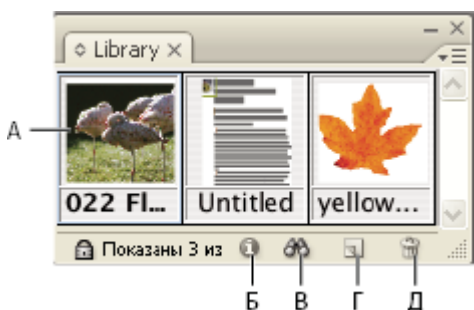 Library
А
022 Fl...
Untitled
yellow...
Показаны 3 из
Б
В
Г
Д